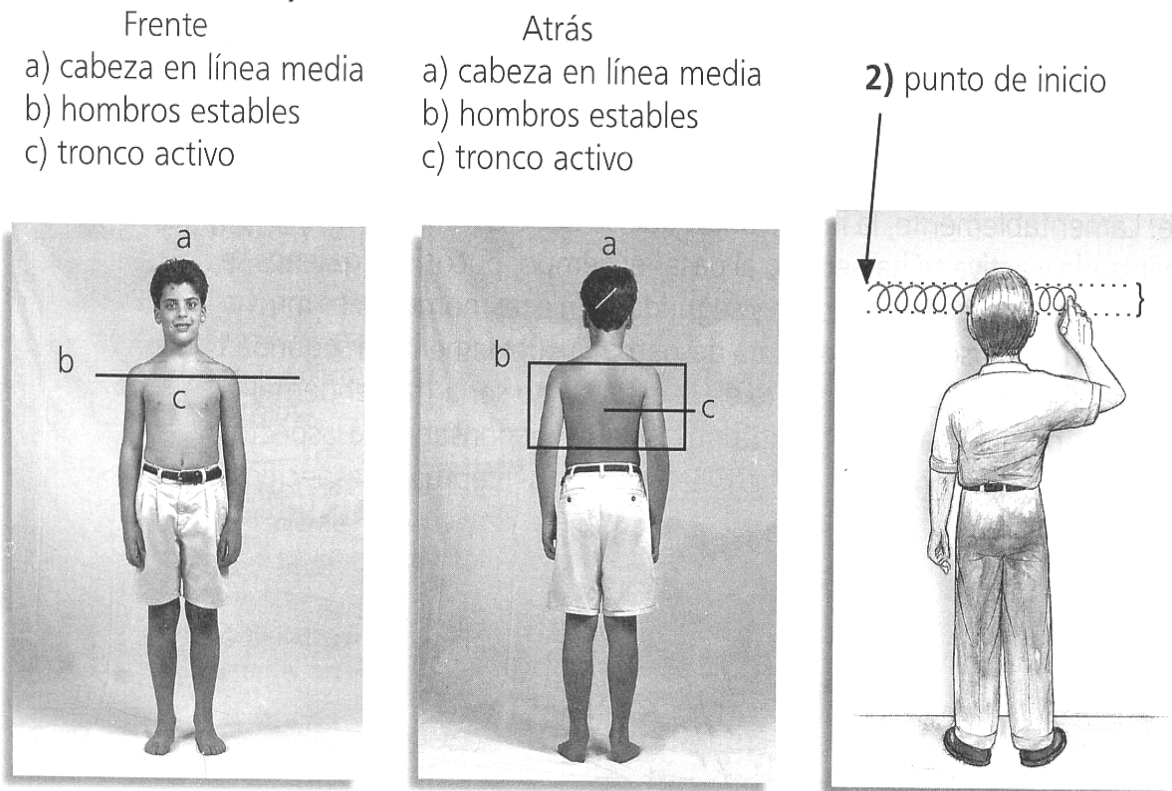 Frente
a) cabeza en línea media
b) hombros estables
c) tronco activo
Atrás
a) cabeza en línea media
b) hombros estables
c) tronco activo
2) punto de inicio
a
b
c
a
b
c